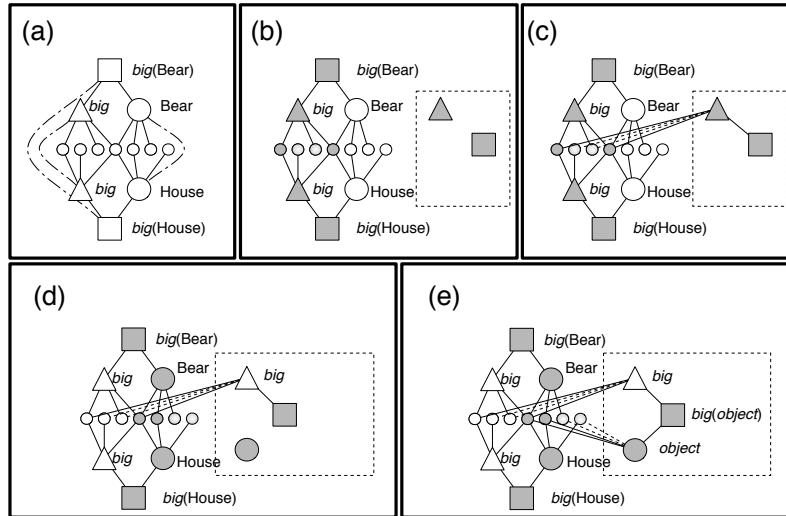 (a)
big(Bear)
big
Bear
big
House
big(House)
(b)
big(Bear)
big
Bear
big
House
big(House)
(c)
big(Bear)
big
Bear
big
House
big(House)
(d)
big(Bear)
big
Bear
big
big
House
big(House)
(e)
big(Bear)
big
Bear
big
big(object)
object
big
House
big(House)